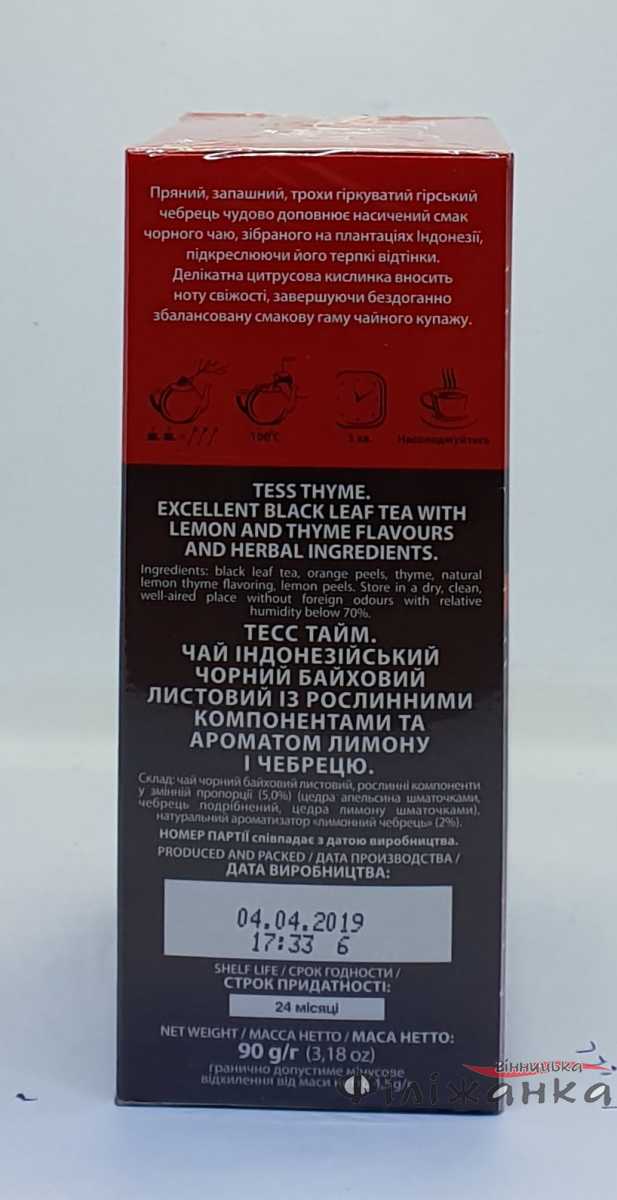 Пряний, запашний, трохи гіркуватий гірський
чебрець чудово доповнює насичений смак
чорного чаю, зібраного на плантаціях Індонезії,
підкреслюючи його терпкі відтінки.
Делікатна цитрусова кислинка вносить
ноту свіжості, завершуючи бездоганно
збалансовану смакову гаму чайного купажу.
100°C
5 хв.
Насолоджуйтесь
TESS THYME.
EXCELLENT BLACK LEAF TEA WITH
LEMON AND THYME FLAVOURS
AND HERBAL INGREDIENTS.
Ingredients: black leaf tea, orange peels, thyme, natural
lemon thyme flavoring, lemon peels. Store in a dry, clean,
well-aired place without foreign odours with relative
humidity below 70%.
ТЕСС ТАЙМ.
ЧАЙ ІНДОНЕЗІЙСЬКИЙ
ЧОРНИЙ БАЙХОВИЙ
ЛИСТОВИЙ ІЗ РОСЛИННИМИ
КОМПОНЕНТАМИ ТА
АРОМАТОМ ЛИМОНУ
І ЧЕБРЕЦЮ.
Склад: чай чорний байховий листовий, рослинні компоненти
у змінній пропорції (5,0%) (цедра апельсина шматочками,
чебрець подрібнений, цедра лимону шматочками),
натуральний ароматизатор «лимонний чебрець» (2%).
НОМЕР ПАРТІЇ співпадає з датою виробництва.
PRODUCED AND PACKED / ДАТА ПРОИЗВОДСТВА /
ДАТА ВИРОБНИЦТВА:
04.04.2019
17:33 6
SHELF LIFE / СРОК ГОДНОСТИ /
СТРОК ПРИДАТНОСТІ:
24 місяці
NET WEIGHT / МАССА НЕТТО / МАСА НЕТТО:
90 g/г (3,18 oz)
гранично допустиме мінусове
відхилення від маси
вінницька
Філіжанка